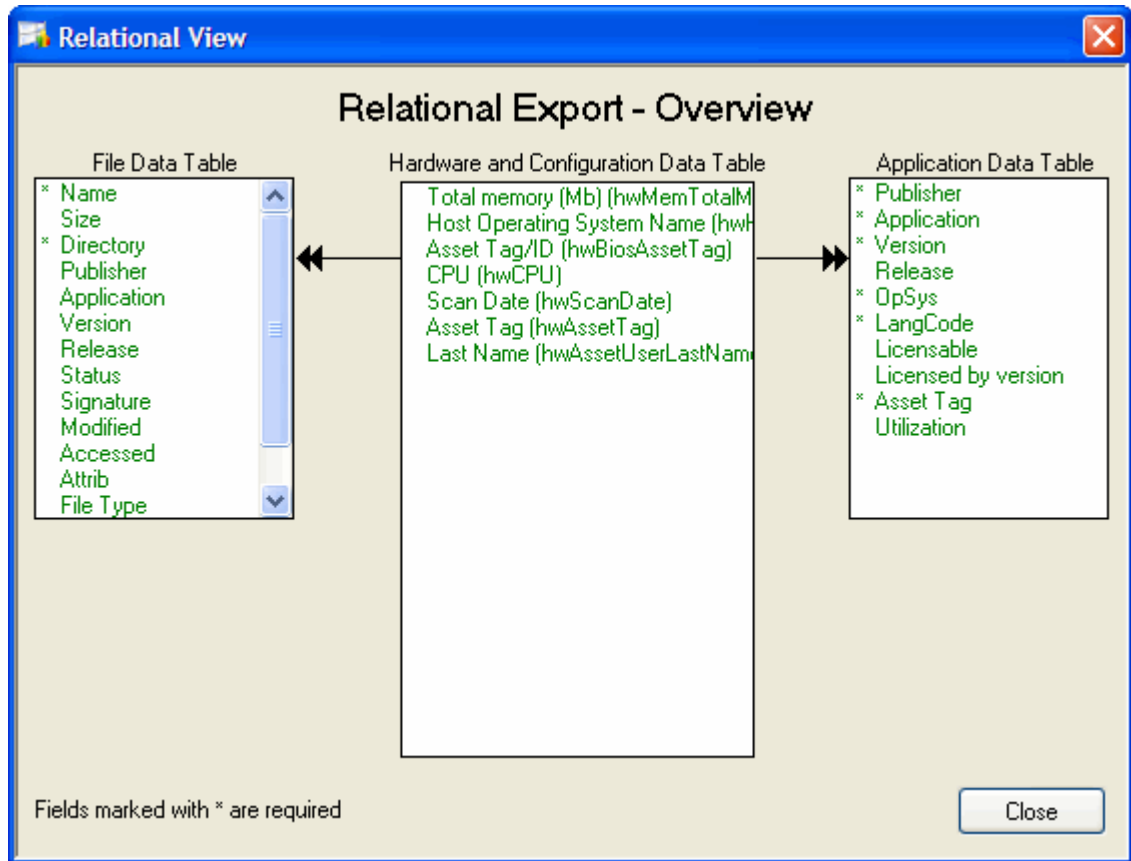 Relational View
Relational Export - Overview
File Data Table
* Name
Size
* Directory
Publisher
Application
Version
Release
Status
Signature
Modified
Accessed
Attrib
File Type
Hardware and Configuration Data Table
Total memory (Mb) (hwMemTotalM
Host Operating System Name (hwH
Asset Tag/ID (hwBiosAssetTag)
CPU (hwCPU)
Scan Date (hwScanDate)
Asset Tag (hwAssetTag)
Last Name (hwAssetUserLastName
Application Data Table
* Publisher
* Application
* Version
Release
* OpSys
* LangCode
Licensable
Licensed by version
* Asset Tag
Utilization
Fields marked with * are required
Close